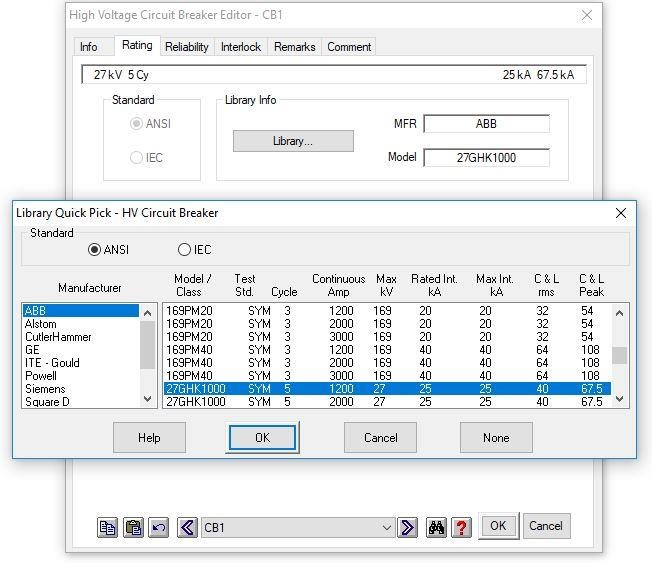 High Voltage Circuit Breaker Editor - CB1
Info Rating Reliability Interlock Remarks Comment
27 kV 5 Cy 25 kA 67.5 kA
Standard Library Info
ANSI
IEC
Library...
MFR ABB
Model 27GHK1000
Library Quick Pick - HV Circuit Breaker
Standard
ANSI IEC
Manufacturer
ABB
Alstom
CutlerHammer
GE
ITE - Gould
Powell
Siemens
Square D
Model / Test Continuous Max Rated Int. Max Int. C & L C & L
Class Std. Cycle Amp kV kA kA rms Peak
169PM20 SYM 3 1200 169 20 20 32 54
169PM20 SYM 3 2000 169 20 20 32 54
169PM20 SYM 3 3000 169 20 20 32 54
169PM40 SYM 3 1600 169 40 40 64 108
169PM40 SYM 3 2000 169 40 40 64 108
169PM40 SYM 3 3000 169 40 40 64 108
27GHK1000 SYM 5 1200 27 25 25 40 67.5
27GHK1000 SYM 5 2000 27 25 25 40 67.5
Help OK Cancel None
CB1 ? OK Cancel